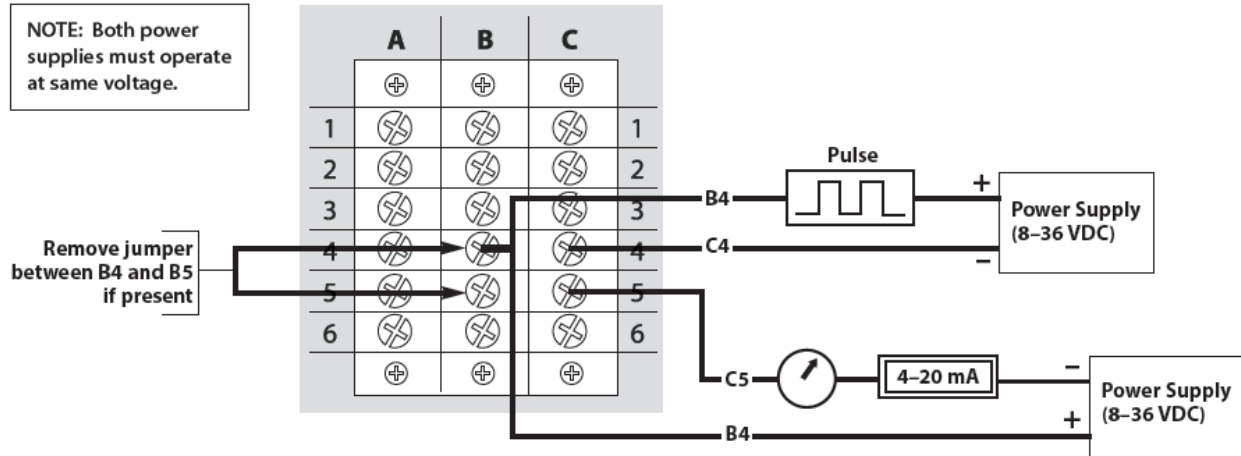 NOTE: Both power
supplies must operate
at same voltage.
A B C
1 1
2 2
3 3
4 4
5 5
6 6
Remove jumper
between B4 and B5
if present
Pulse
B4
+
C4
–
Power Supply
(8–36 VDC)
C5
4–20 mA
–
B4
+
Power Supply
(8–36 VDC)